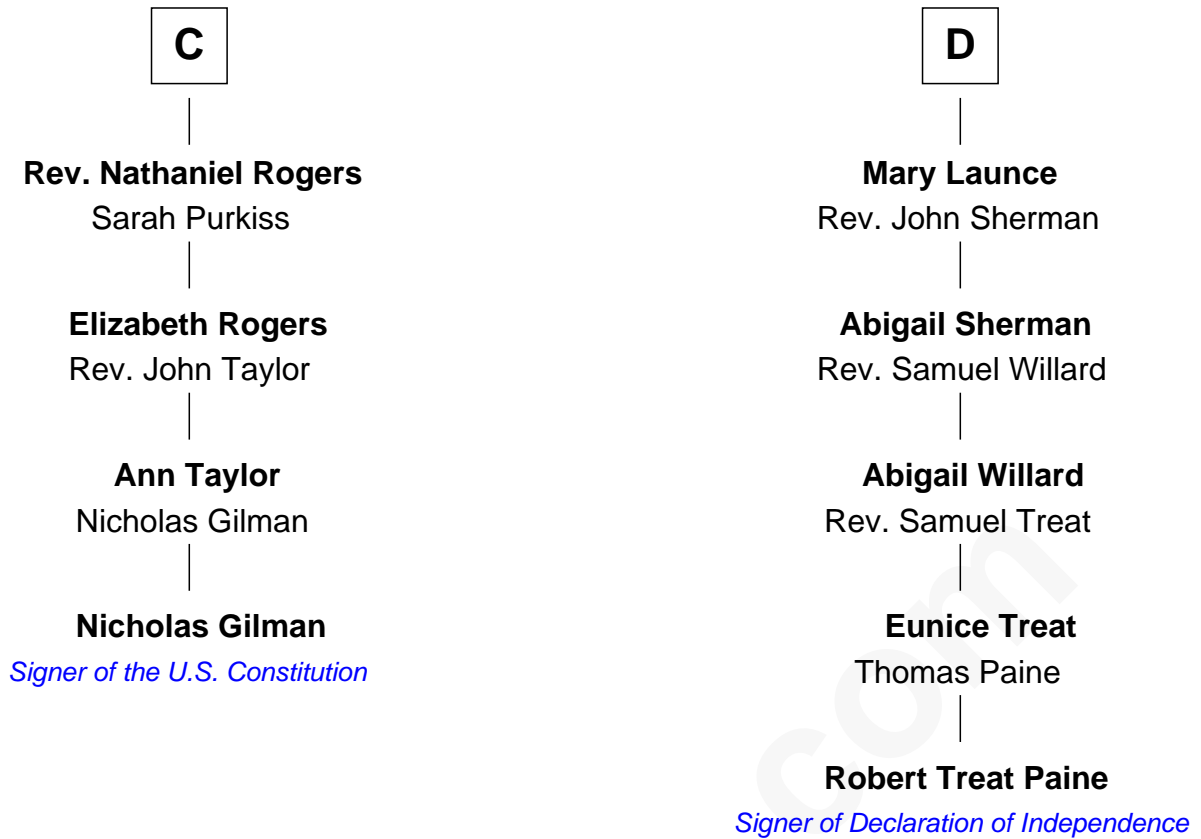 C
Rev. Nathaniel Rogers
Sarah Purkiss
Elizabeth Rogers
Rev. John Taylor
Ann Taylor
Nicholas Gilman
Nicholas Gilman
Signer of the U.S. Constitution
D
Mary Launce
Rev. John Sherman
Abigail Sherman
Rev. Samuel Willard
Abigail Willard
Rev. Samuel Treat
Eunice Treat
Thomas Paine
Robert Treat Paine
Signer of Declaration of Independence
com